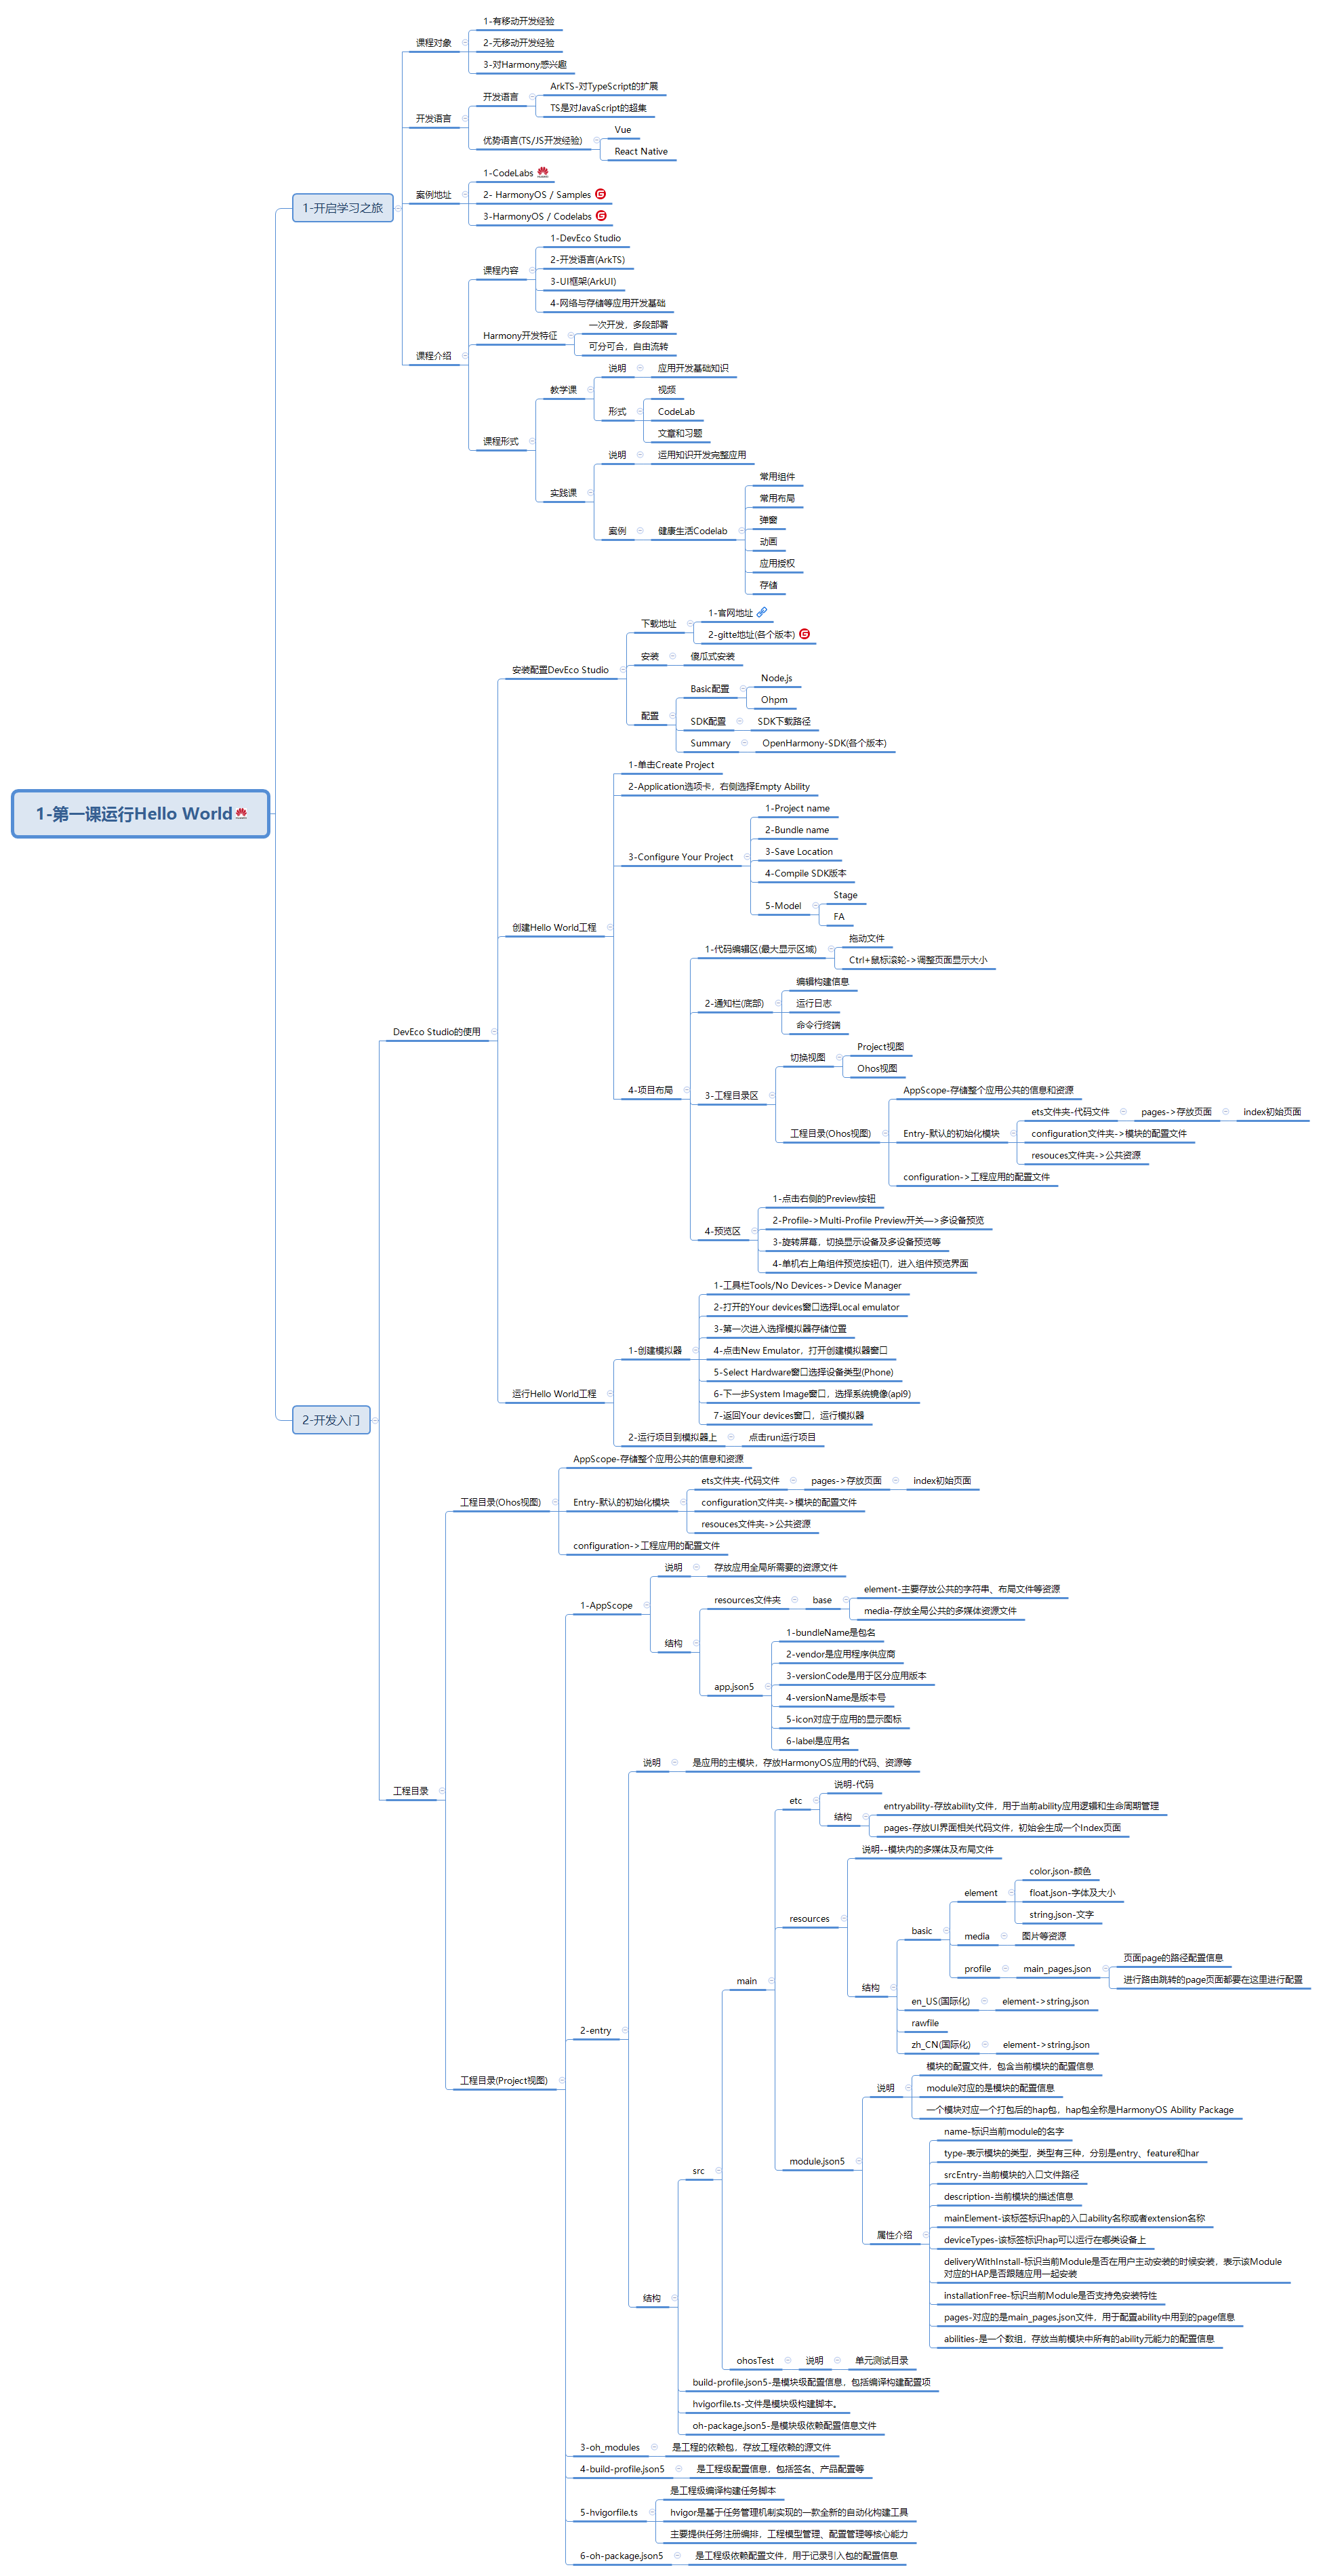 1-第一课运行Hello World
1-开启学习之旅
课程对象
1-有移动开发经验
2-无移动开发经验
3-对Harmony感兴趣
开发语言
开发语言
ArkTS-对TypeScript的扩展
TS是对JavaScript的超集
优势语言(TS/JS开发经验)
Vue
React Native
案例地址
1-CodeLabs
2- HarmonyOS / Samples
3-HarmonyOS / Codelabs
课程介绍
课程内容
1-DevEco Studio
2-开发语言(ArkTS)
3-UI框架(ArkUI)
4-网络与存储等应用开发基础
Harmony开发特征
一次开发，多段部署
可分可合，自由流转
课程形式
教学课
说明
应用开发基础知识
形式
视频
CodeLab
文章和习题
实践课
说明
运用知识开发完整应用
案例
健康生活Codelab
常用组件
常用布局
弹窗
动画
应用授权
存储
2-开发入门
DevEco Studio的使用
安装配置DevEco Studio
下载地址
1-官网地址
2-gitte地址(各个版本)
安装
傻瓜式安装
配置
Basic配置
Node.js
Ohpm
SDK配置
SDK下载路径
Summary
OpenHarmony-SDK(各个版本)
创建Hello World工程
1-单击Create Project
2-Application选项卡，右侧选择Empty Ability
3-Configure Your Project
1-Project name
2-Bundle name
3-Save Location
4-Compile SDK版本
5-Model
Stage
FA
4-项目布局
1-代码编辑区(最大显示区域)
拖动文件
Ctrl+鼠标滚轮->调整页面显示大小
2-通知栏(底部)
编辑构建信息
运行日志
命令行终端
3-工程目录区
切换视图
Project视图
Ohos视图
工程目录(Ohos视图)
AppScope-存储整个应用公共的信息和资源
Entry-默认的初始化模块
ets文件夹-代码文件
pages->存放页面
index初始页面
configuration文件夹->模块的配置文件
resouces文件夹->公共资源
configuration->工程应用的配置文件
4-预览区
1-点击右侧的Preview按钮
2-Profile->Multi-Profile Preview开关—>多设备预览
3-旋转屏幕，切换显示设备及多设备预览等
4-单机右上角组件预览按钮(T)，进入组件预览界面
运行Hello World工程
1-创建模拟器
1-工具栏Tools/No Devices->Device Manager
2-打开的Your devices窗口选择Local emulator
3-第一次进入选择模拟器存储位置
4-点击New Emulator，打开创建模拟器窗口
5-Select Hardware窗口选择设备类型(Phone)
6-下一步System Image窗口，选择系统镜像(api9)
7-返回Your devices窗口，运行模拟器
2-运行项目到模拟器上
点击run运行项目
工程目录
工程目录(Ohos视图)
AppScope-存储整个应用公共的信息和资源
Entry-默认的初始化模块
ets文件夹-代码文件
pages->存放页面
index初始页面
configuration文件夹->模块的配置文件
resouces文件夹->公共资源
configuration->工程应用的配置文件
工程目录(Project视图)
1-AppScope
说明
存放应用全局所需要的资源文件
结构
resources文件夹
base
element-主要存放公共的字符串、布局文件等资源
media-存放全局公共的多媒体资源文件
app.json5
1-bundleName是包名
2-vendor是应用程序供应商
3-versionCode是用于区分应用版本
4-versionName是版本号
5-icon对应于应用的显示图标
6-label是应用名
2-entry
说明
是应用的主模块，存放HarmonyOS应用的代码、资源等
结构
src
main
etc
说明-代码
结构
entryability-存放ability文件，用于当前ability应用逻辑和生命周期管理
pages-存放UI界面相关代码文件，初始会生成一个Index页面
resources
说明--模块内的多媒体及布局文件
结构
basic
element
color.json-颜色
float.json-字体及大小
string.json-文字
media
图片等资源
profile
main_pages.json
页面page的路径配置信息
进行路由跳转的page页面都要在这里进行配置
en_US(国际化)
element->string.json
rawfile
zh_CN(国际化)
element->string.json
module.json5
说明
模块的配置文件，包含当前模块的配置信息
module对应的是模块的配置信息
一个模块对应一个打包后的hap包，hap包全称是HarmonyOS Ability Package
属性介绍
name-标识当前module的名字
type-表示模块的类型，类型有三种，分别是entry、feature和har
srcEntry-当前模块的入口文件路径
description-当前模块的描述信息
mainElement-该标签标识hap的入口ability名称或者extension名称
deviceTypes-该标签标识hap可以运行在哪类设备上
deliveryWithInstall-标识当前Module是否在用户主动安装的时候安装，表示该Module
对应的HAP是否跟随应用一起安装
installationFree-标识当前Module是否支持免安装特性
pages-对应的是main_pages.json文件，用于配置ability中用到的page信息
abilities-是一个数组，存放当前模块中所有的ability元能力的配置信息
ohosTest
说明
单元测试目录
build-profile.json5-是模块级配置信息，包括编译构建配置项
hvigorfile.ts-文件是模块级构建脚本。
oh-package.json5-是模块级依赖配置信息文件
3-oh_modules
是工程的依赖包，存放工程依赖的源文件
4-build-profile.json5
是工程级配置信息，包括签名、产品配置等
5-hvigorfile.ts
是工程级编译构建任务脚本
hvigor是基于任务管理机制实现的一款全新的自动化构建工具
主要提供任务注册编排，工程模型管理、配置管理等核心能力
6-oh-package.json5
是工程级依赖配置文件，用于记录引入包的配置信息